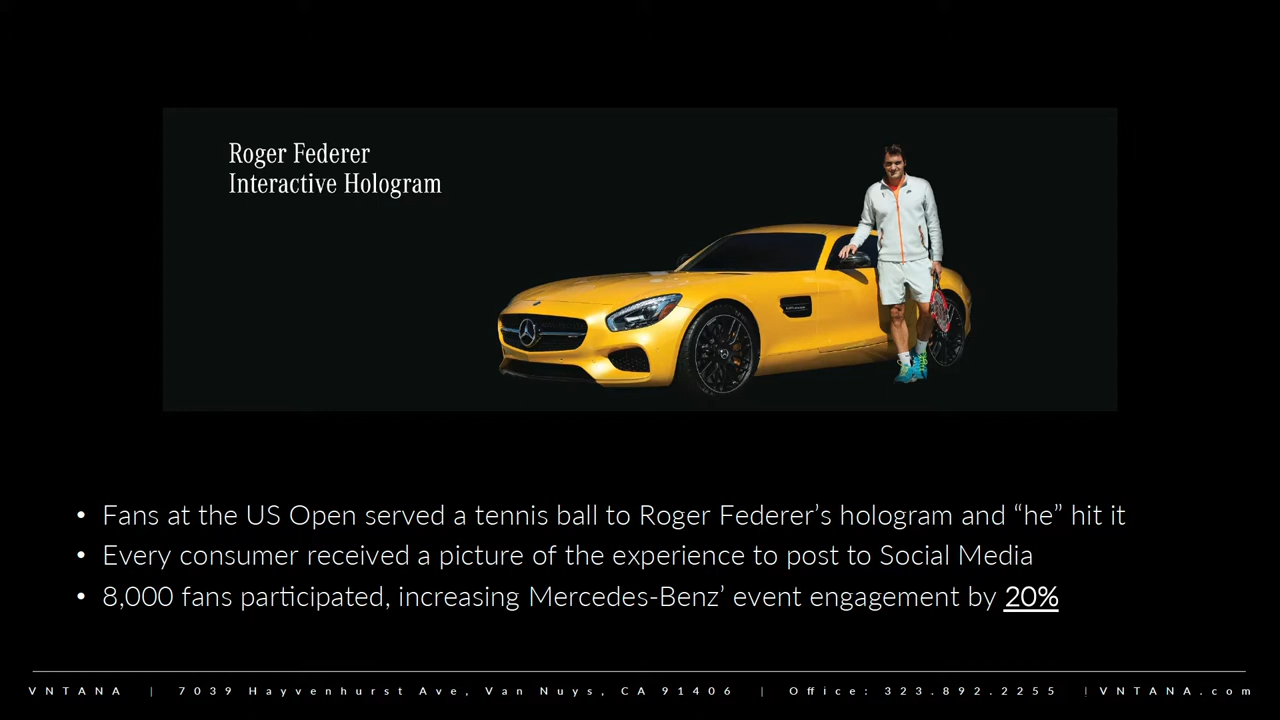 Roger Federer
Interactive Hologram
• Fans at the US Open served a tennis ball to Roger Federer’s hologram and “he” hit it
• Every consumer received a picture of the experience to post to Social Media
• 8,000 fans participated, increasing Mercedes-Benz’ event engagement by 20%
VNTANA | 7039 Hayvenhurst Ave, Van Nuys, CA 91406 | Office: 323.892.2255 | VNTANA.com